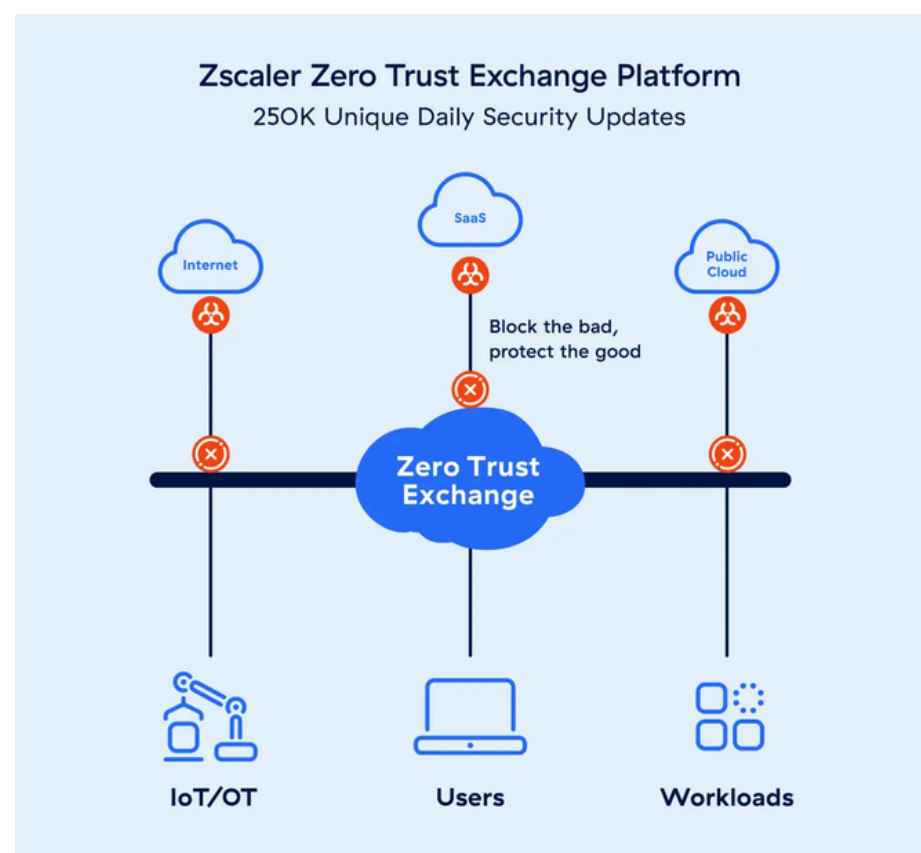 Zscaler Zero Trust Exchange Platform
250K Unique Daily Security Updates
SaaS
Internet
Public
Cloud
Block the bad,
protect the good
Zero Trust
Exchange
IoT/OT
Users
Workloads